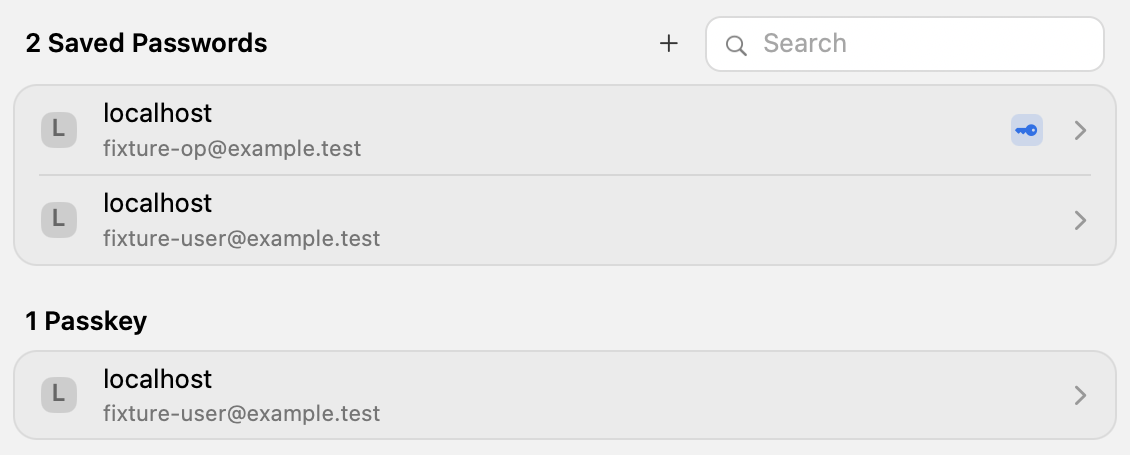 2 Saved Passwords
Search
L
localhost
fixture-op@example.test
L
localhost
fixture-user@example.test
1 Passkey
L
localhost
fixture-user@example.test